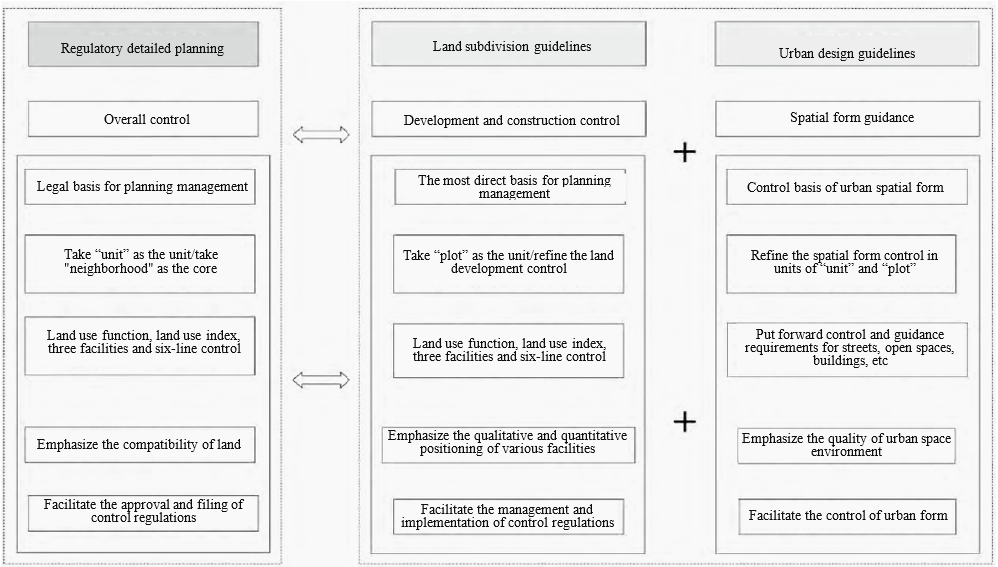 Regulatory detailed planning
Overall control
Legal basis for planning management
Take “unit” as the unit/take
"neighborhood" as the core
Land use function, land use index,
three facilities and six-line control
Emphasize the compatibility of land
Facilitate the approval and filing of
control regulations
Land subdivision guidelines
Development and construction control
The most direct basis for planning
management
Take “plot” as the unit/refine the land
development control
Land use function, land use index,
three facilities and six-line control
Emphasize the qualitative and quantitative
positioning of various facilities
Facilitate the management and
implementation of control regulations
+
+
Urban design guidelines
Spatial form guidance
Control basis of urban spatial form
Refine the spatial form control in
units of “unit” and “plot”
Put forward control and guidance
requirements for streets, open spaces,
buildings, etc
Emphasize the quality of urban space
environment
Facilitate the control of urban form